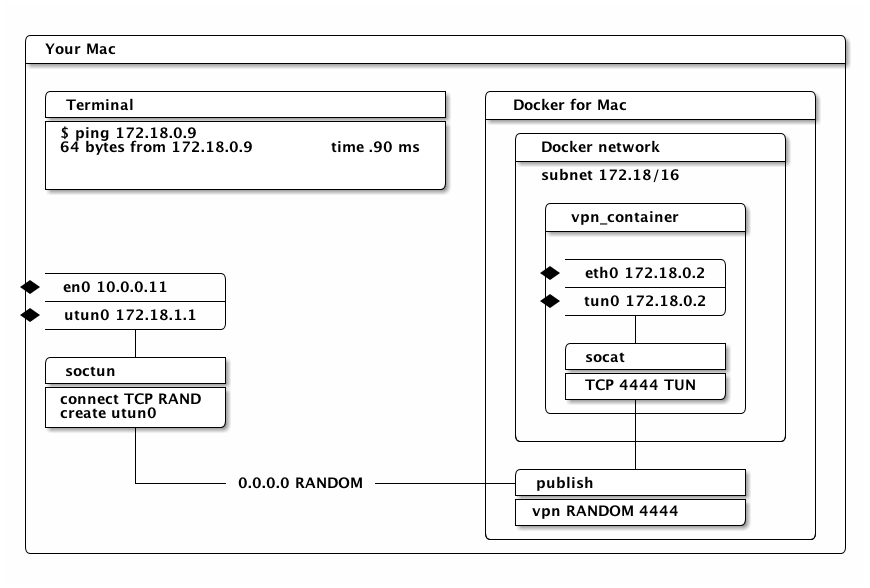 Your Mac
Terminal
$ ping 172.18.0.9
64 bytes from 172.18.0.9 time .90 ms
Docker for Mac
Docker network
subnet 172.18/16
vpn_container
eth0 172.18.0.2
tun0 172.18.0.2
socat
TCP 4444 TUN
en0 10.0.0.11
utun0 172.18.1.1
soctun
connect TCP RAND
create utun0
0.0.0.0 RANDOM
publish
vpn RANDOM 4444